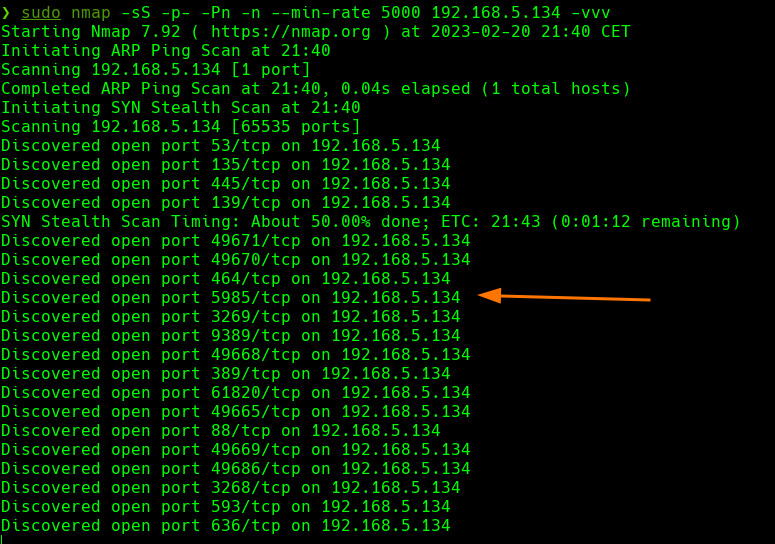 ❯ sudo nmap -sS -p- -Pn -n --min-rate 5000 192.168.5.134 -vvv
Starting Nmap 7.92 ( https://nmap.org ) at 2023-02-20 21:40 CET
Initiating ARP Ping Scan at 21:40
Scanning 192.168.5.134 [1 port]
Completed ARP Ping Scan at 21:40, 0.04s elapsed (1 total hosts)
Initiating SYN Stealth Scan at 21:40
Scanning 192.168.5.134 [65535 ports]
Discovered open port 53/tcp on 192.168.5.134
Discovered open port 135/tcp on 192.168.5.134
Discovered open port 445/tcp on 192.168.5.134
Discovered open port 139/tcp on 192.168.5.134
SYN Stealth Scan Timing: About 50.00% done; ETC: 21:43 (0:01:12 remaining)
Discovered open port 49671/tcp on 192.168.5.134
Discovered open port 49670/tcp on 192.168.5.134
Discovered open port 464/tcp on 192.168.5.134
Discovered open port 5985/tcp on 192.168.5.134
Discovered open port 3269/tcp on 192.168.5.134
Discovered open port 9389/tcp on 192.168.5.134
Discovered open port 49668/tcp on 192.168.5.134
Discovered open port 389/tcp on 192.168.5.134
Discovered open port 61820/tcp on 192.168.5.134
Discovered open port 49665/tcp on 192.168.5.134
Discovered open port 88/tcp on 192.168.5.134
Discovered open port 49669/tcp on 192.168.5.134
Discovered open port 49686/tcp on 192.168.5.134
Discovered open port 3268/tcp on 192.168.5.134
Discovered open port 593/tcp on 192.168.5.134
Discovered open port 636/tcp on 192.168.5.134